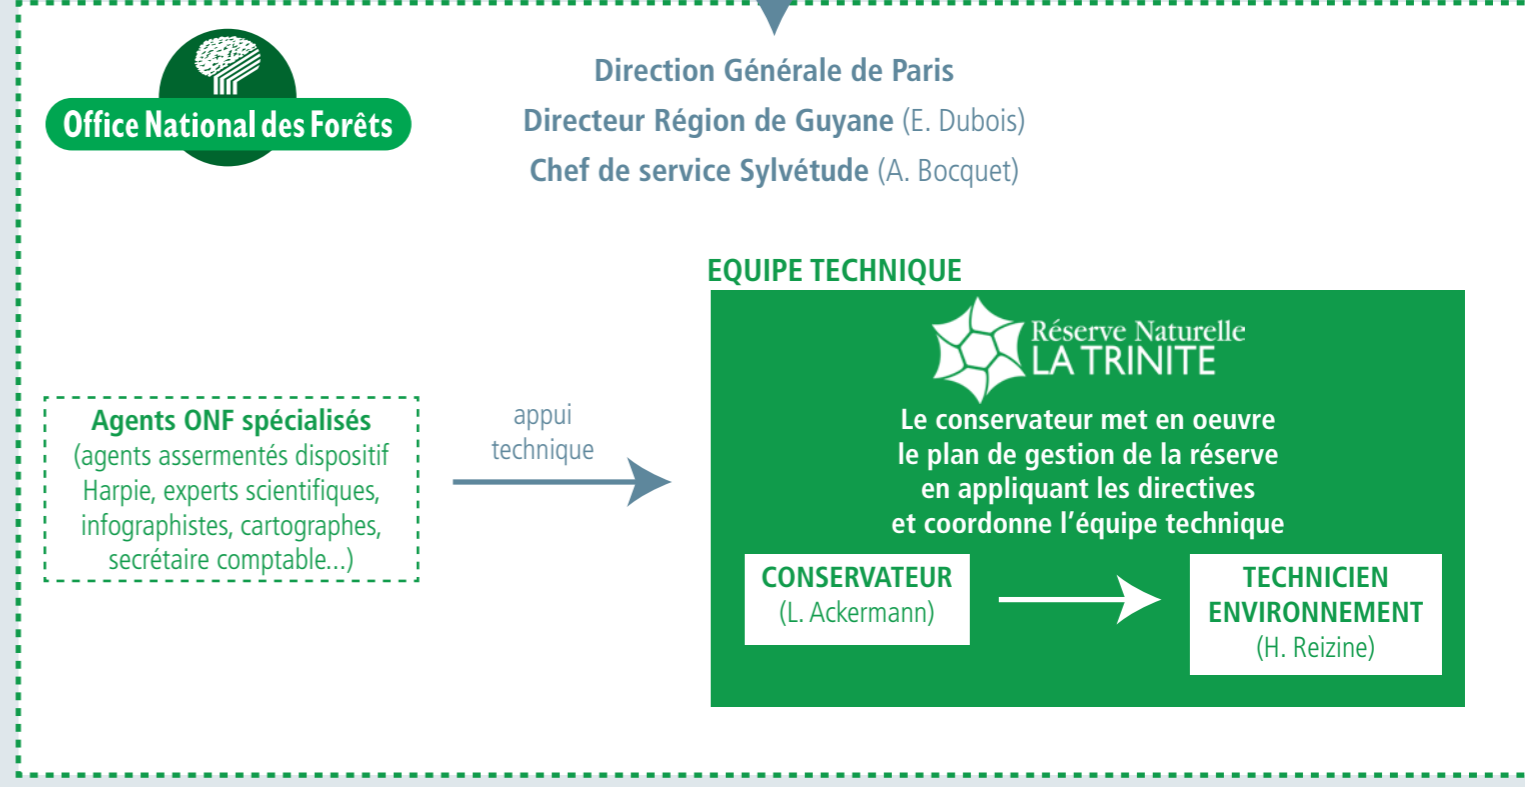 Office National des Forêts
Direction Générale de Paris
Directeur Région de Guyane (E. Dubois)
Chef de service Sylvétude (A. Bocquet)
EQUIPE TECHNIQUE
Réserve Naturelle
LA TRINITE
Agents ONF spécialisés
(agents assermentés dispositif
Harpie, experts scientifiques,
infographistes, cartographes,
secrétaire comptable...)
appui
technique
Le conservateur met en oeuvre
le plan de gestion de la réserve
en appliquant les directives
et coordonne l'équipe technique
CONSERVATEUR
(L. Ackermann)
TECHNICIEN
ENVIRONNEMENT
(H. Reizine)